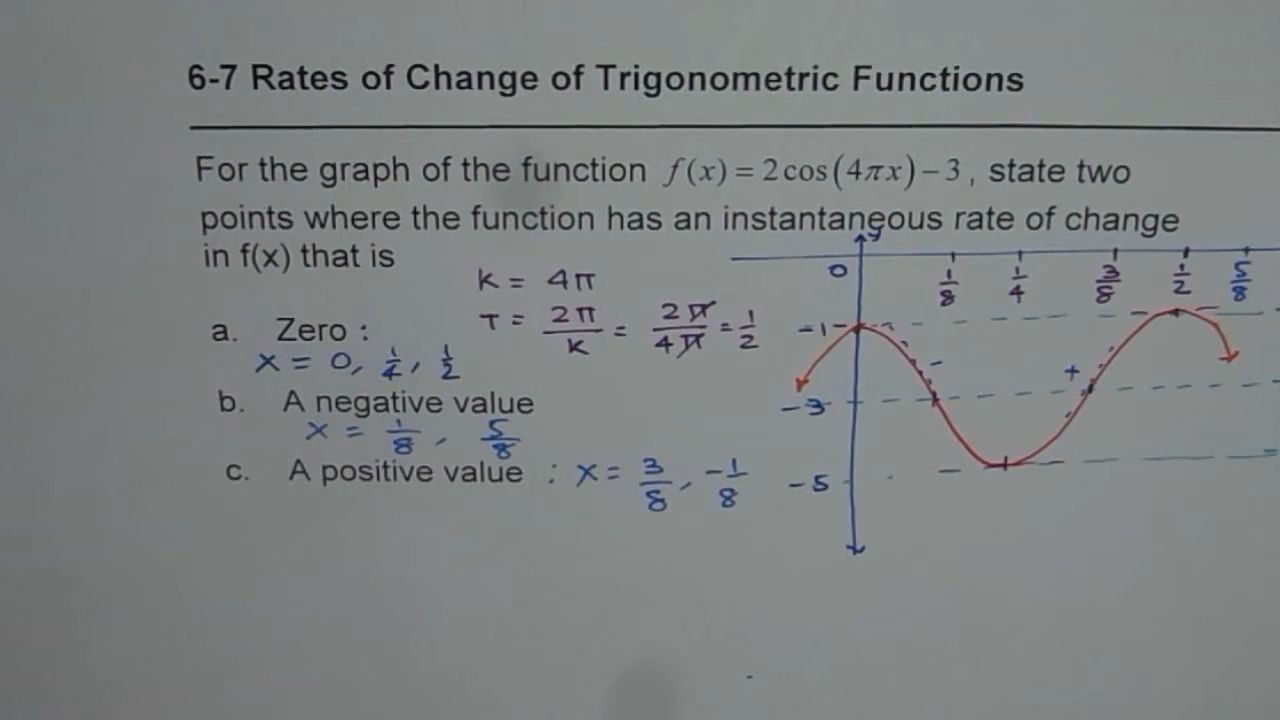 6-7 Rates of Change of Trigonometric Functions
For the graph of the function f(x) = 2cos(4πx) − 3, state two
points where the function has an instantaneous rate of change
in f(x) that is
K = 4π
T = 2π/K = 2π/4π = 1/2
a. Zero :
x = 0, 1/4, 1/2
b. A negative value
x = 1/8, 5/8
c. A positive value : x = 3/8, -1/8
y
0 1/8 1/4 3/8 1/2 5/8
-1
-
+
-3
-5